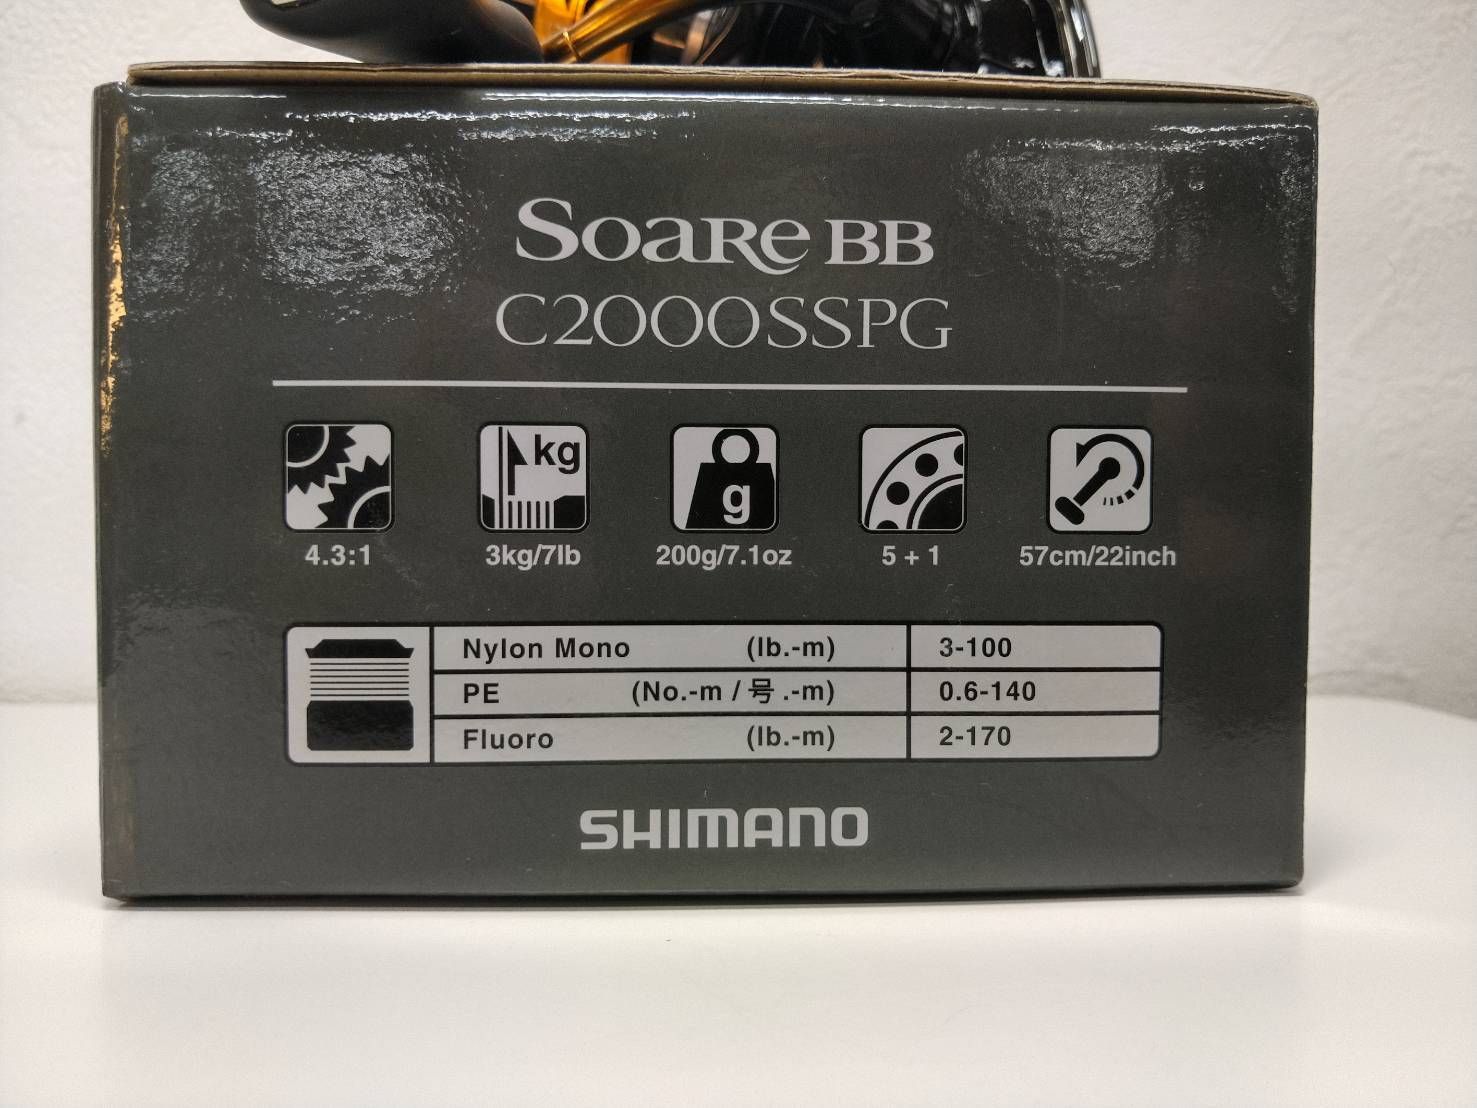 Soare BB
C2000SSPG
kg
g
4.3:1 3kg/7lb 200g/7.1oz 5 + 1 57cm/22inch
Nylon Mono (lb.-m) 3-100
PE (No.-m / 号 .-m) 0.6-140
Fluoro (lb.-m) 2-170
SHIMANO